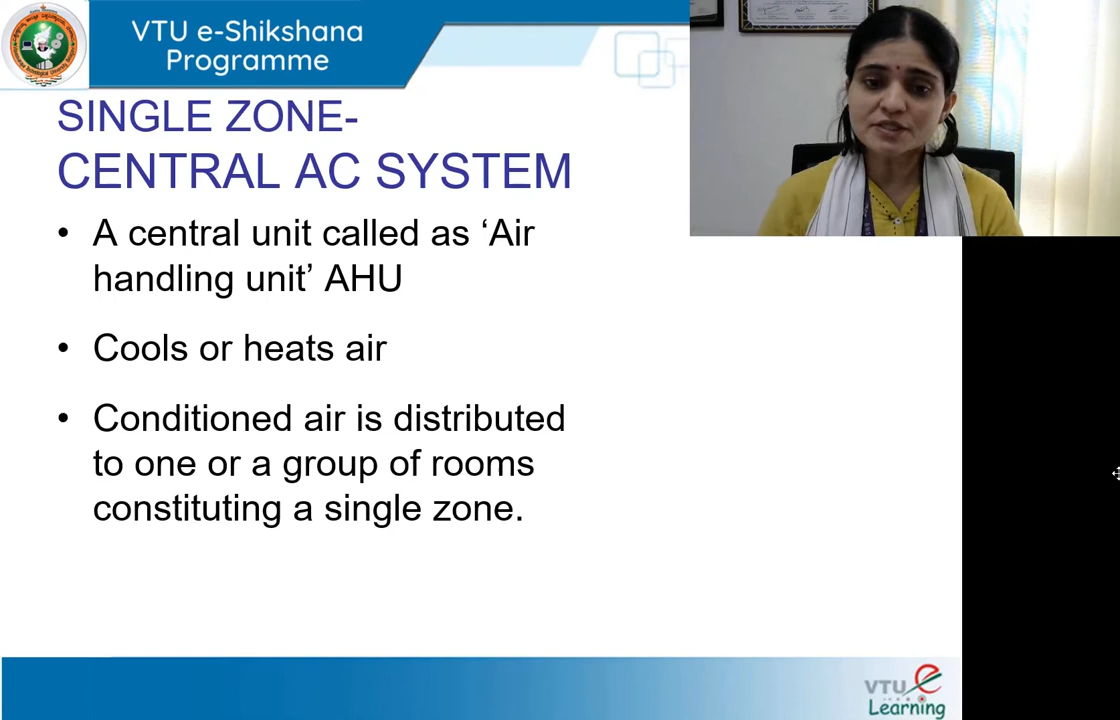 VTU e-Shikshana
Programme
SINGLE ZONE-
CENTRAL AC SYSTEM
• A central unit called as ‘Air
handling unit’ AHU
• Cools or heats air
• Conditioned air is distributed
to one or a group of rooms
constituting a single zone.
VTU e
Learning